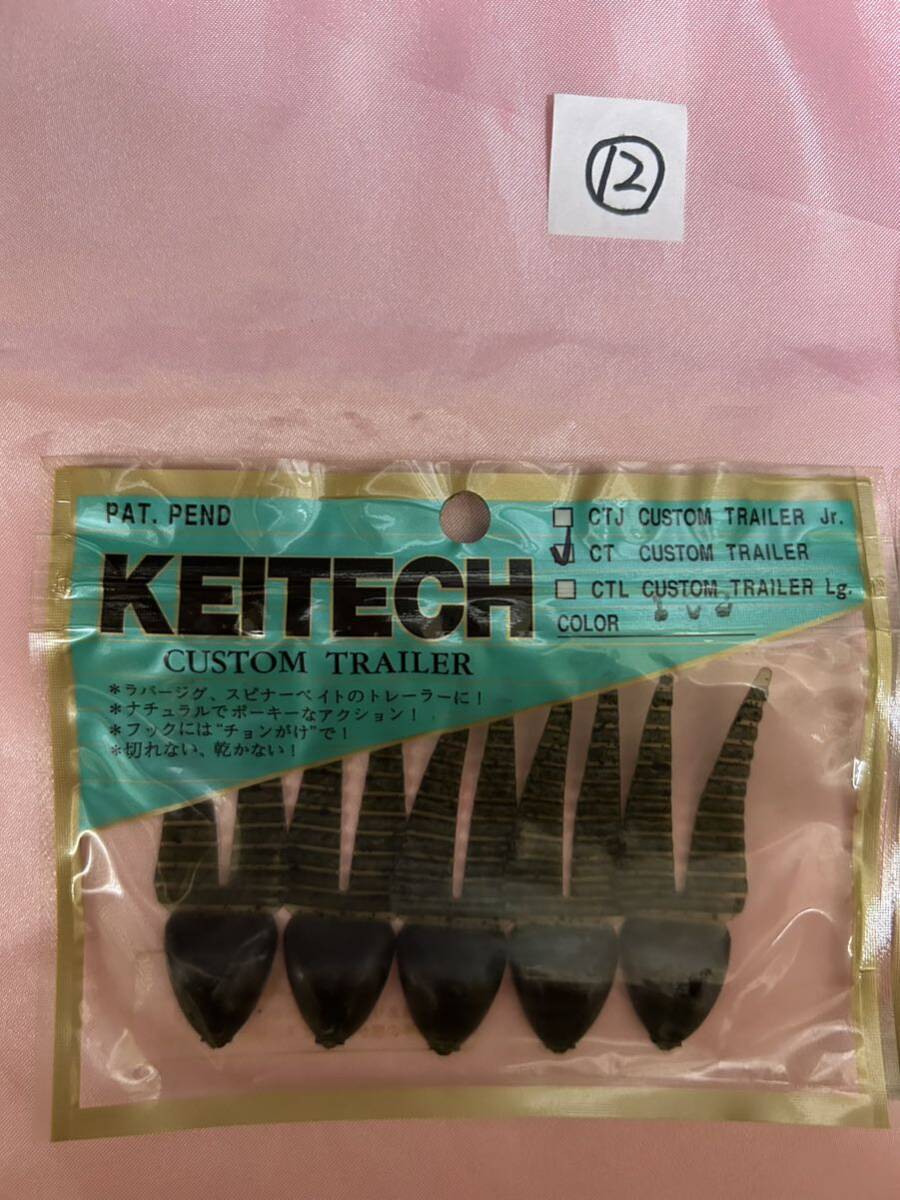 ⑫
PAT. PEND
KEITECH
CUSTOM TRAILER
*ラバージグ、スピナーベイトのトレーラーに!
*ナチュラルでポーキーなアクション!
*フックには"チョンがけ"で!
*切れない、乾かない!
CTJ CUSTOM TRAILER Jr.
CT CUSTOM TRAILER
CTL CUSTOM TRAILER Lg.
COLOR